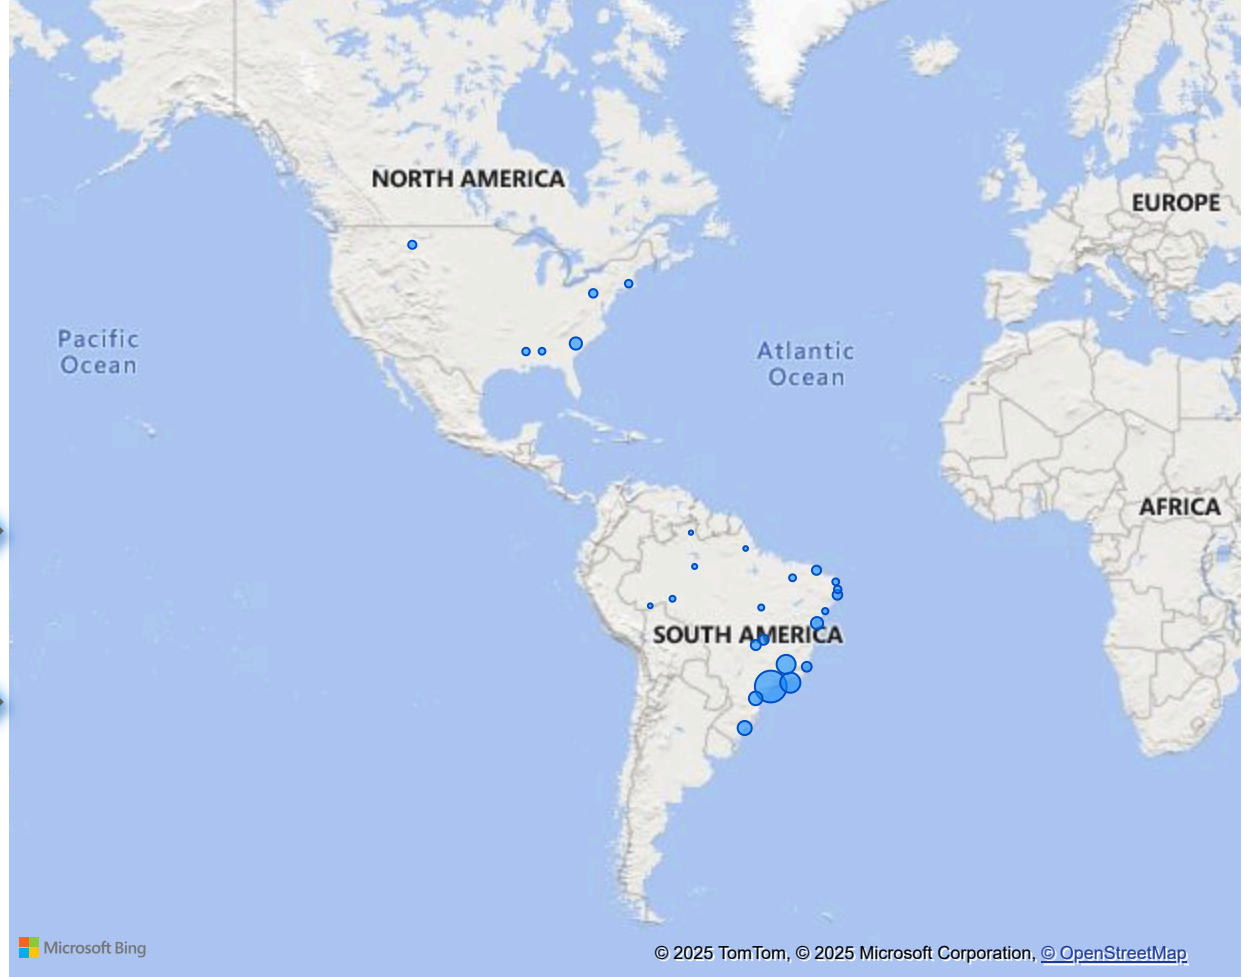 NORTH AMERICA
EUROPE
Pacific
Ocean
Atlantic
Ocean
AFRICA
SOUTH AMERICA
Microsoft Bing
© 2025 TomTom, © 2025 Microsoft Corporation, © OpenStreetMap